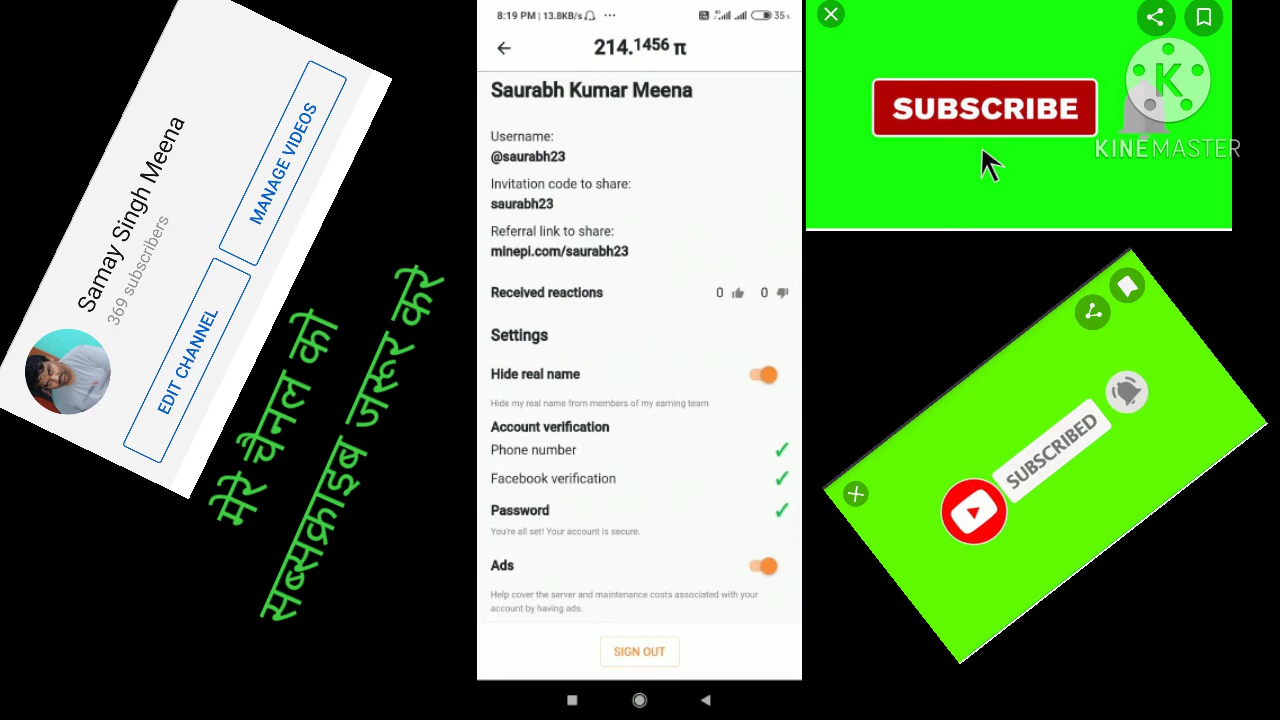 Samay Singh Meena
369 subscribers
EDIT CHANNEL
MANAGE VIDEOS
मेरे चैनल को
सब्सक्राइब जरूर करे
8:19 PM | 13.8KB/s
35
214.1456 π
Saurabh Kumar Meena
Username:
@saurabh23
Invitation code to share:
saurabh23
Referral link to share:
minepi.com/saurabh23
Received reactions 0 0
Settings
Hide real name
Hide my real name from members of my earning team
Account verification
Phone number
Facebook verification
Password
You're all set! Your account is secure.
Ads
Help cover the server and maintenance costs associated with your
account by having ads.
SIGN OUT
SUBSCRIBE
K
KINEMASTER
SUBSCRIBED